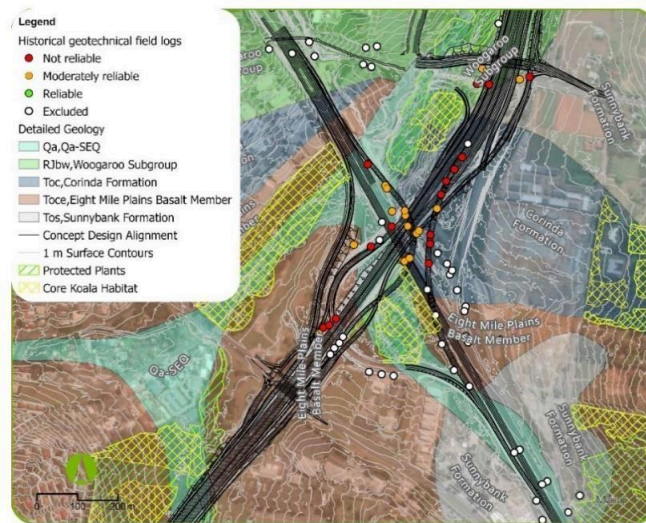 Legend
Historical geotechnical field logs
Not reliable
Moderately reliable
Reliable
Excluded
Detailed Geology
Qa,Qa-SEQ
RJbw,Woogaroo Subgroup
Toc,Corinda Formation
Toce,Eight Mile Plains Basalt Member
Tos,Sunnybank Formation
Concept Design Alignment
1 m Surface Contours
Protected Plants
Core Koala Habitat
Woogaroo
Subgroup
Sunnybank
Formation
Corinda
Formation
Eight Mile Plains
Basalt Member
Qa-SEQ
Eight Mile Plains
Basalt Member
Sunnybank
Formation
Sunnybank
Formation
0 100 200 m